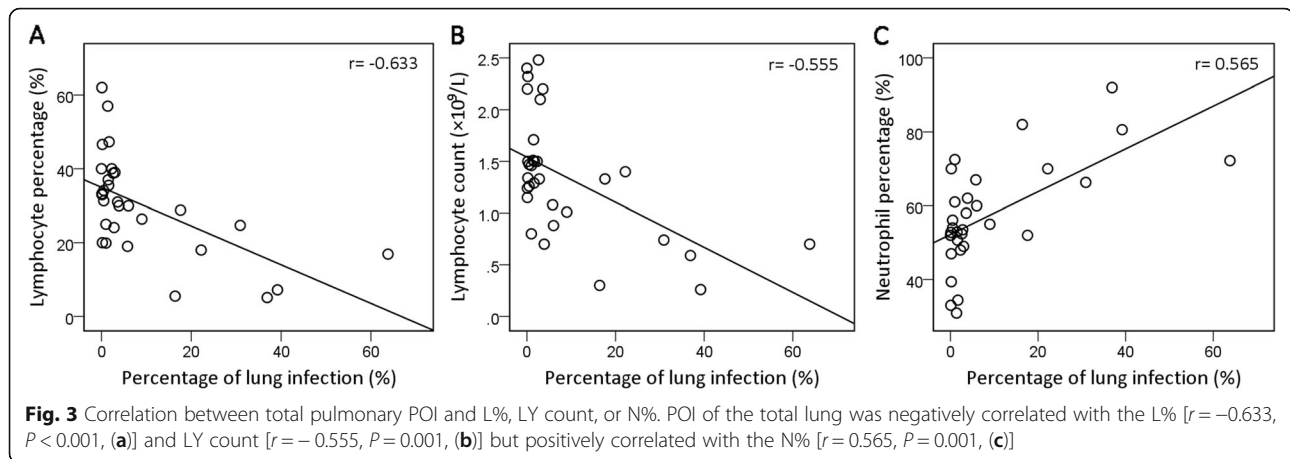 A
r= -0.633
Lymphocyte percentage (%)
60
40
20
0
0
20
40
60
Percentage of lung infection (%)
B
r= -0.555
Lymphocyte count (×10⁹/L)
2.5
2.0
1.5
1.0
.5
.0
0
20
40
60
Percentage of lung infection (%)
C
r= 0.565
Neutrophil percentage (%)
100
80
60
40
0
20
40
60
Percentage of lung infection (%)
Fig. 3 Correlation between total pulmonary POI and L%, LY count, or N%. POI of the total lung was negatively correlated with the L% [r = −0.633,
P < 0.001, (a)] and LY count [r = − 0.555, P = 0.001, (b)] but positively correlated with the N% [r = 0.565, P = 0.001, (c)]